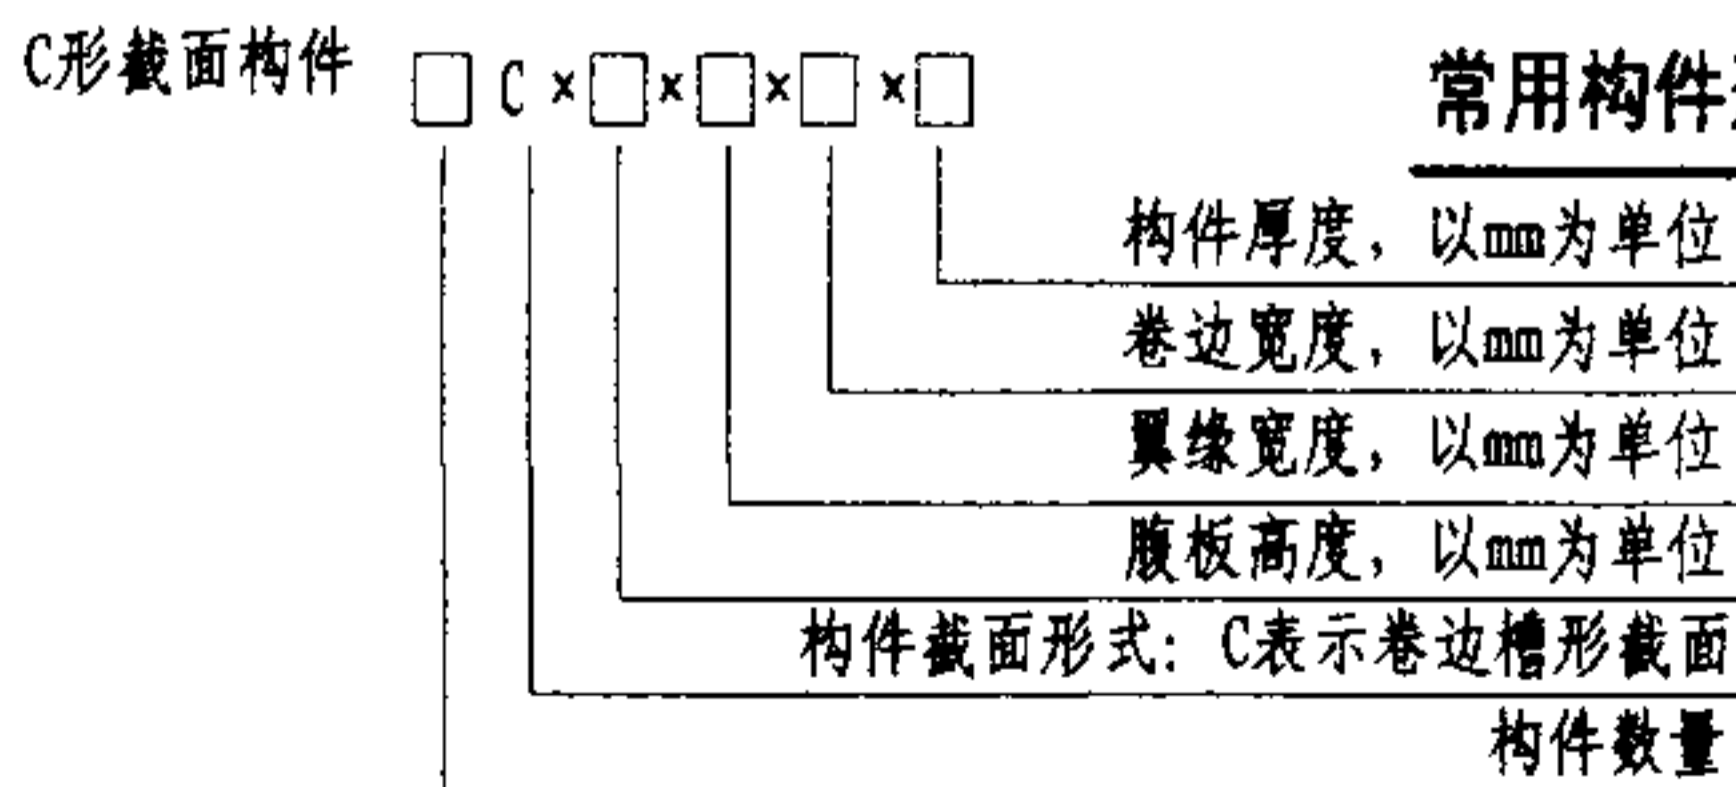 C形截面构件 □C×□×□×□×□
常用构件
构件厚度，以mm为单位
卷边宽度，以mm为单位
翼缘宽度，以mm为单位
腹板高度，以mm为单位
构件截面形式：C表示卷边槽形截面
构件数量